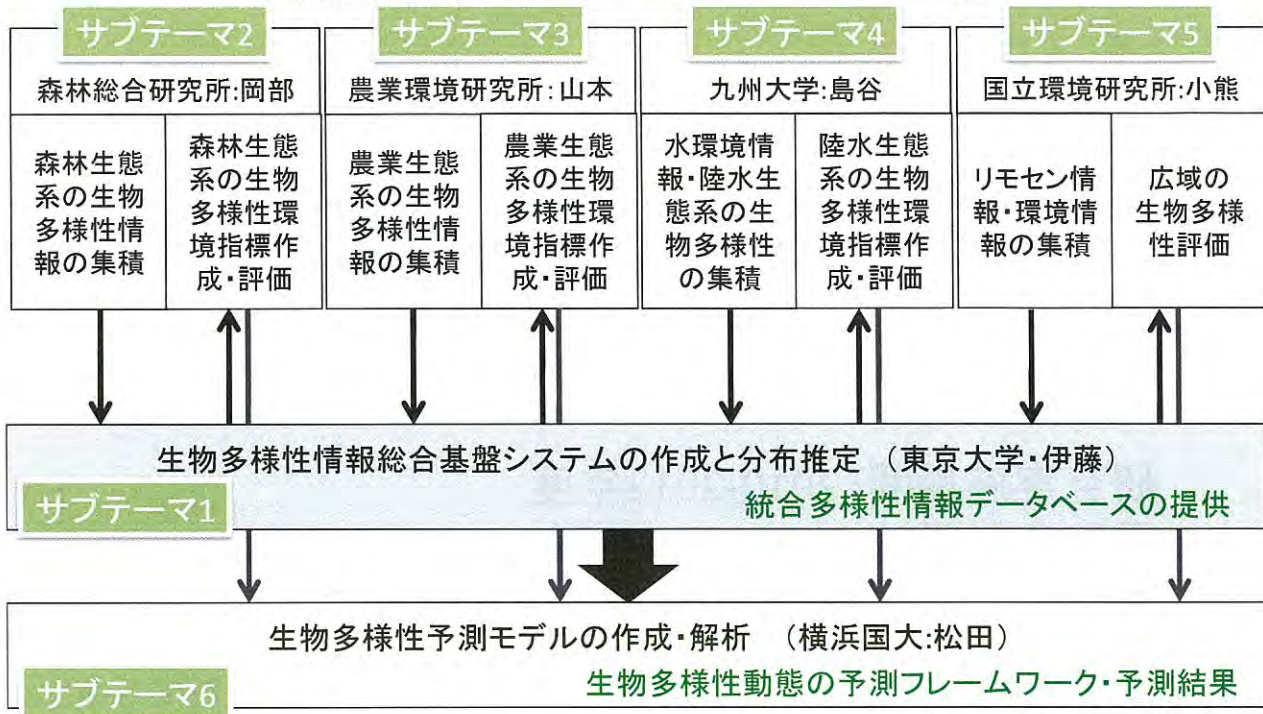 サブテーマ2
森林総合研究所:岡部
森林生態
系の生物
多様性情
報の集積
森林生態
系の生物
多様性環
境指標作
成・評価
サブテーマ3
農業環境研究所:山本
農業生態
系の生物
多様性情
報の集積
農業生態
系の生物
多様性環
境指標作
成・評価
サブテーマ4
九州大学:島谷
水環境情
報・陸水生
態系の生
物多様性
の集積
陸水生態
系の生物
多様性環
境指標作
成・評価
サブテーマ5
国立環境研究所:小熊
リモセン情
報・環境情
報の集積
広域の
生物多様
性評価
生物多様性情報総合基盤システムの作成と分布推定 (東京大学・伊藤)
サブテーマ1
統合多様性情報データベースの提供
生物多様性予測モデルの作成・解析 (横浜国大:松田)
サブテーマ6
生物多様性動態の予測フレームワーク・予測結果